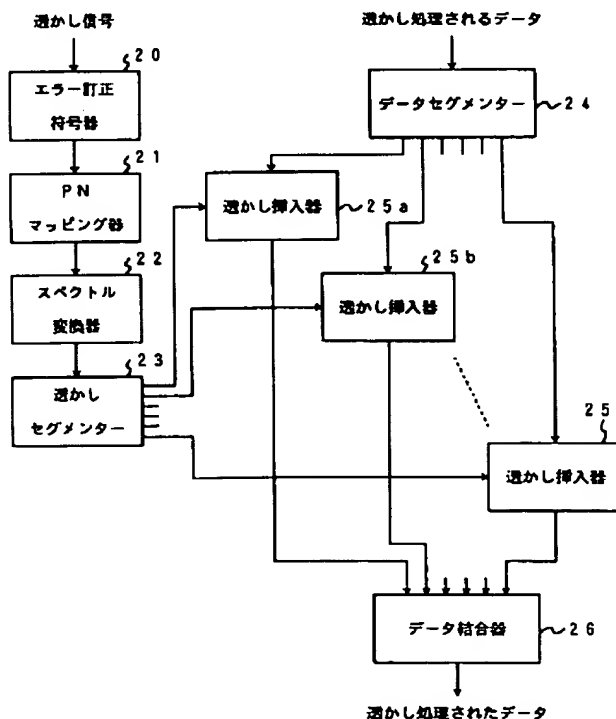 透かし信号
透かし処理されるデータ
20
エラー訂正
符号器
データセグメンター
24
21
PN
マッピング器
透かし挿入器
25a
22
スペクトル
変換器
25b
透かし挿入器
23
透かし
セグメンター
25
透かし挿入器
データ結合器
26
透かし処理されたデータ